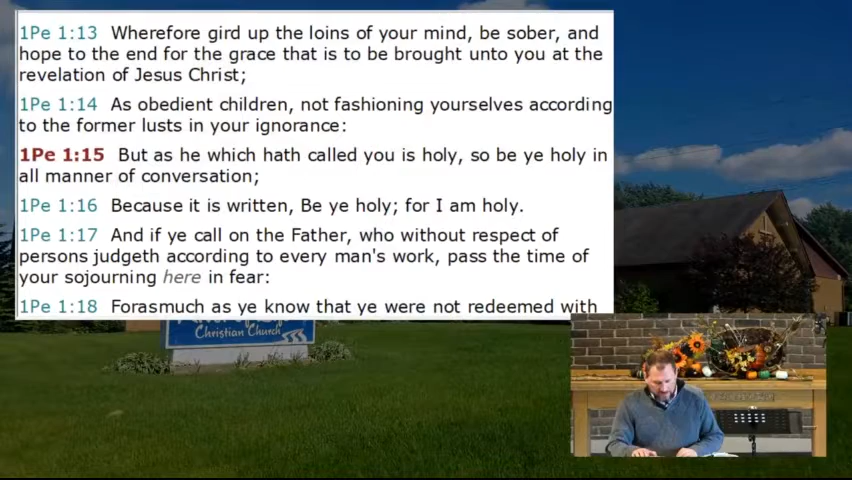 1Pe 1:13 Wherefore gird up the loins of your mind, be sober, and
hope to the end for the grace that is to be brought unto you at the
revelation of Jesus Christ;
1Pe 1:14 As obedient children, not fashioning yourselves according
to the former lusts in your ignorance:
1Pe 1:15 But as he which hath called you is holy, so be ye holy in
all manner of conversation;
1Pe 1:16 Because it is written, Be ye holy; for I am holy.
1Pe 1:17 And if ye call on the Father, who without respect of
persons judgeth according to every man's work, pass the time of
your sojourning here in fear:
1Pe 1:18 Forasmuch as ye know that ye were not redeemed with
Christian Church